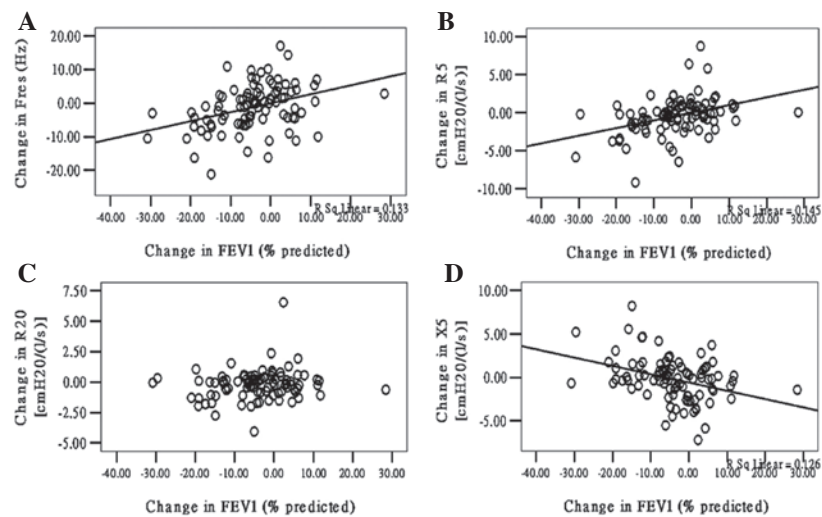 A
Change in Fres (Hz)
20.00
10.00
0.00
-10.00
-20.00
R Sq Linear = 0.133
-40.00 -30.00 -20.00 -10.00 0.00 10.00 20.00 30.00
Change in FEV1 (% predicted)
B
Change in R5
[cmH20/(l/s)]
10.00
5.00
0.00
-5.00
-10.00
R Sq Linear = 0.145
-40.00 -30.00 -20.00 -10.00 0.00 10.00 20.00 30.00
Change in FEV1 (% predicted)
C
Change in R20
[cmH20/(l/s)]
7.50
5.00
2.50
0.00
-2.50
-5.00
-40.00 -30.00 -20.00 -10.00 0.00 10.00 20.00 30.00
Change in FEV1 (% predicted)
D
Change in X5
[cmH20/(l/s)]
10.00
5.00
0.00
-5.00
R Sq Linear = 0.126
-40.00 -30.00 -20.00 -10.00 0.00 10.00 20.00 30.00
Change in FEV1 (% predicted)